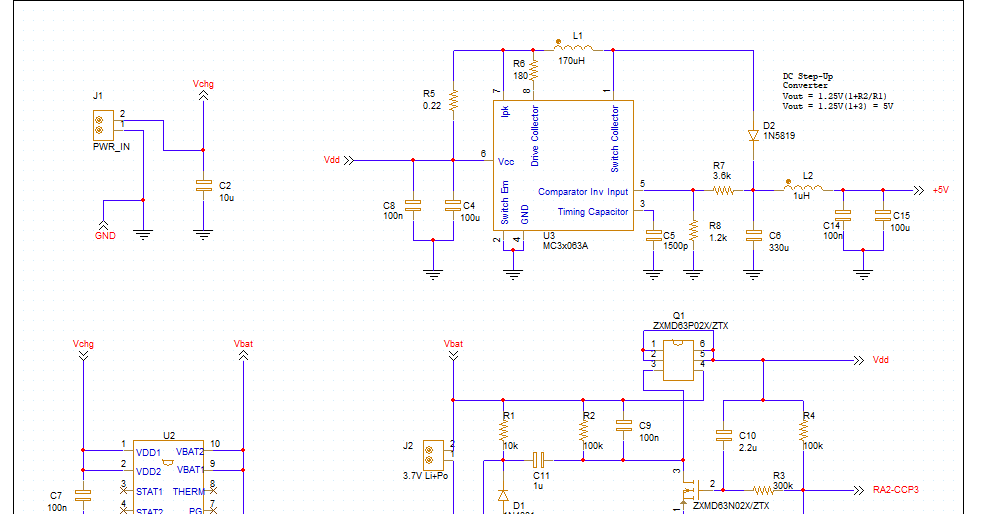 L1
170uH
R6
180
R5
0.22
7
8
1
Ipk
Drive Collector
Switch Collector
DC Step-Up
Converter
Vout = 1.25V(1+R2/R1)
Vout = 1.25V(1+3) = 5V
D2
1N5819
Vchg
J1
2
1
PWR_IN
C2
10u
GND
Vdd
6
Vcc
Comparator Inv Input
5
Timing Capacitor
3
Switch Em
GND
2
4
U3
MC3x063A
C8
100n
C4
100u
R7
3.6k
L2
1uH
+5V
C5
1500p
R8
1.2k
C6
330u
C14
100n
C15
100u
Q1
ZXMD63P02X/ZTX
1
2
3
6
5
4
Vdd
Vchg
Vbat
Vbat
R1
10k
R2
100k
C9
100n
C10
2.2u
R4
100k
J2
2
1
3.7V Li+Po
C11
1u
R3
300k
RA2-CCP3
3
2
1
ZXMD63N02X/ZTX
D1
U2
1
VDD1
VBAT2
10
2
VDD2
VBAT1
9
3
STAT1
THERM
8
4
STAT2
PG
7
C7
100n